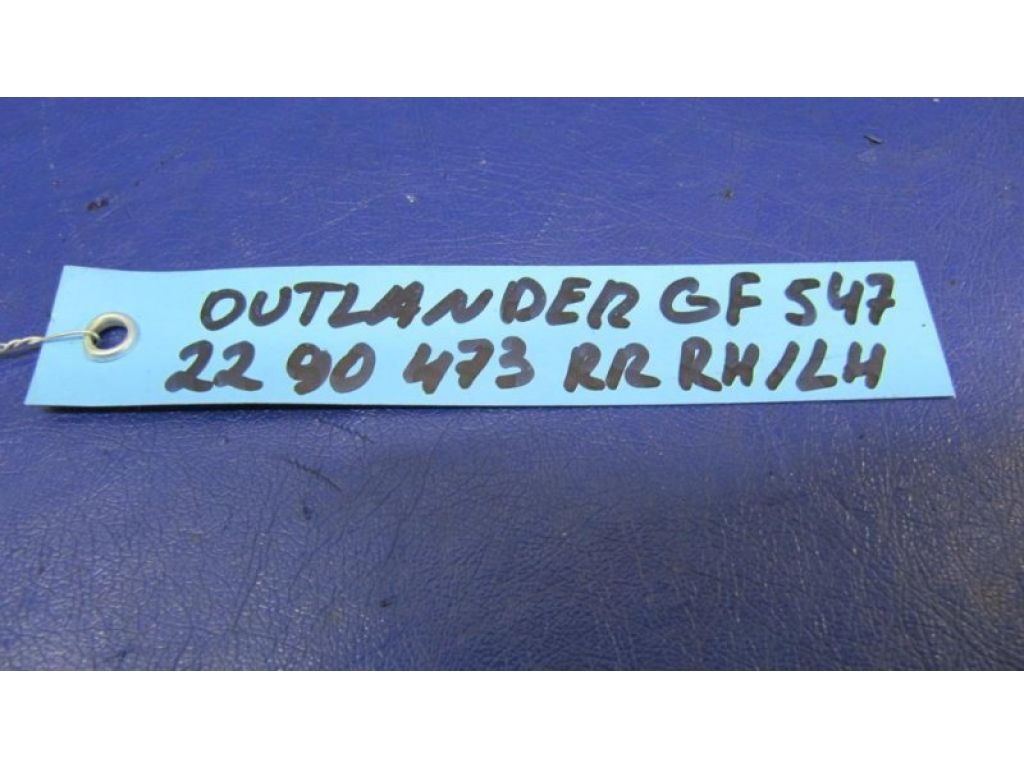 OUTLANDER GF 547
22 90 473 RR RH/LH